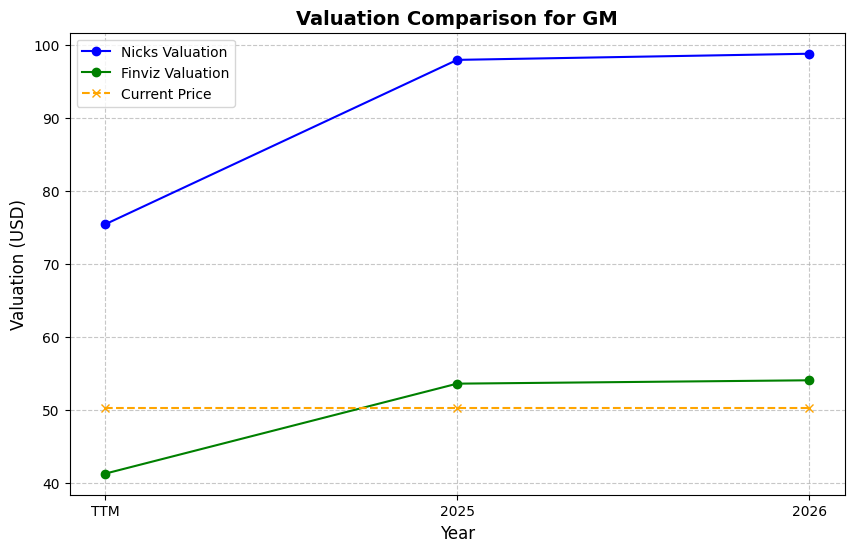 Valuation Comparison for GM
Nicks Valuation
Finviz Valuation
Current Price
Valuation (USD)
100
90
80
70
60
50
40
TTM
2025
2026
Year